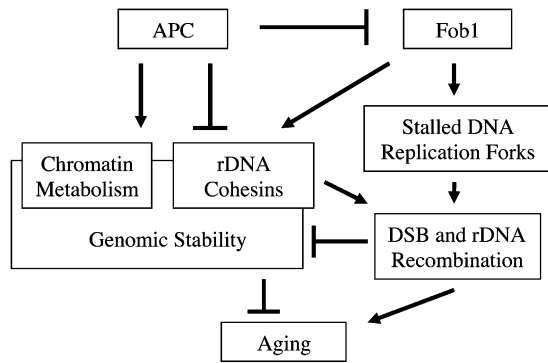 APC
Fob1
Stalled DNA
Replication Forks
Chromatin
Metabolism
rDNA
Cohesins
Genomic Stability
DSB and rDNA
Recombination
Aging